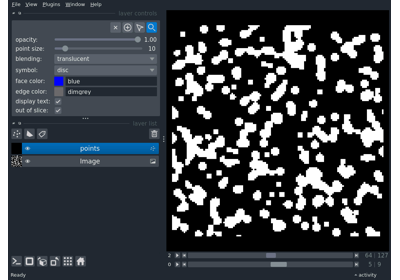 File View Plugins Window Help
layer controls
opacity: 1.00
point size: 10
blending: translucent
symbol: disc
face color: blue
edge color: dimgrey
display text:
out of slice:
layer list
points
Image
2 64 127
0 5 9
Ready activity